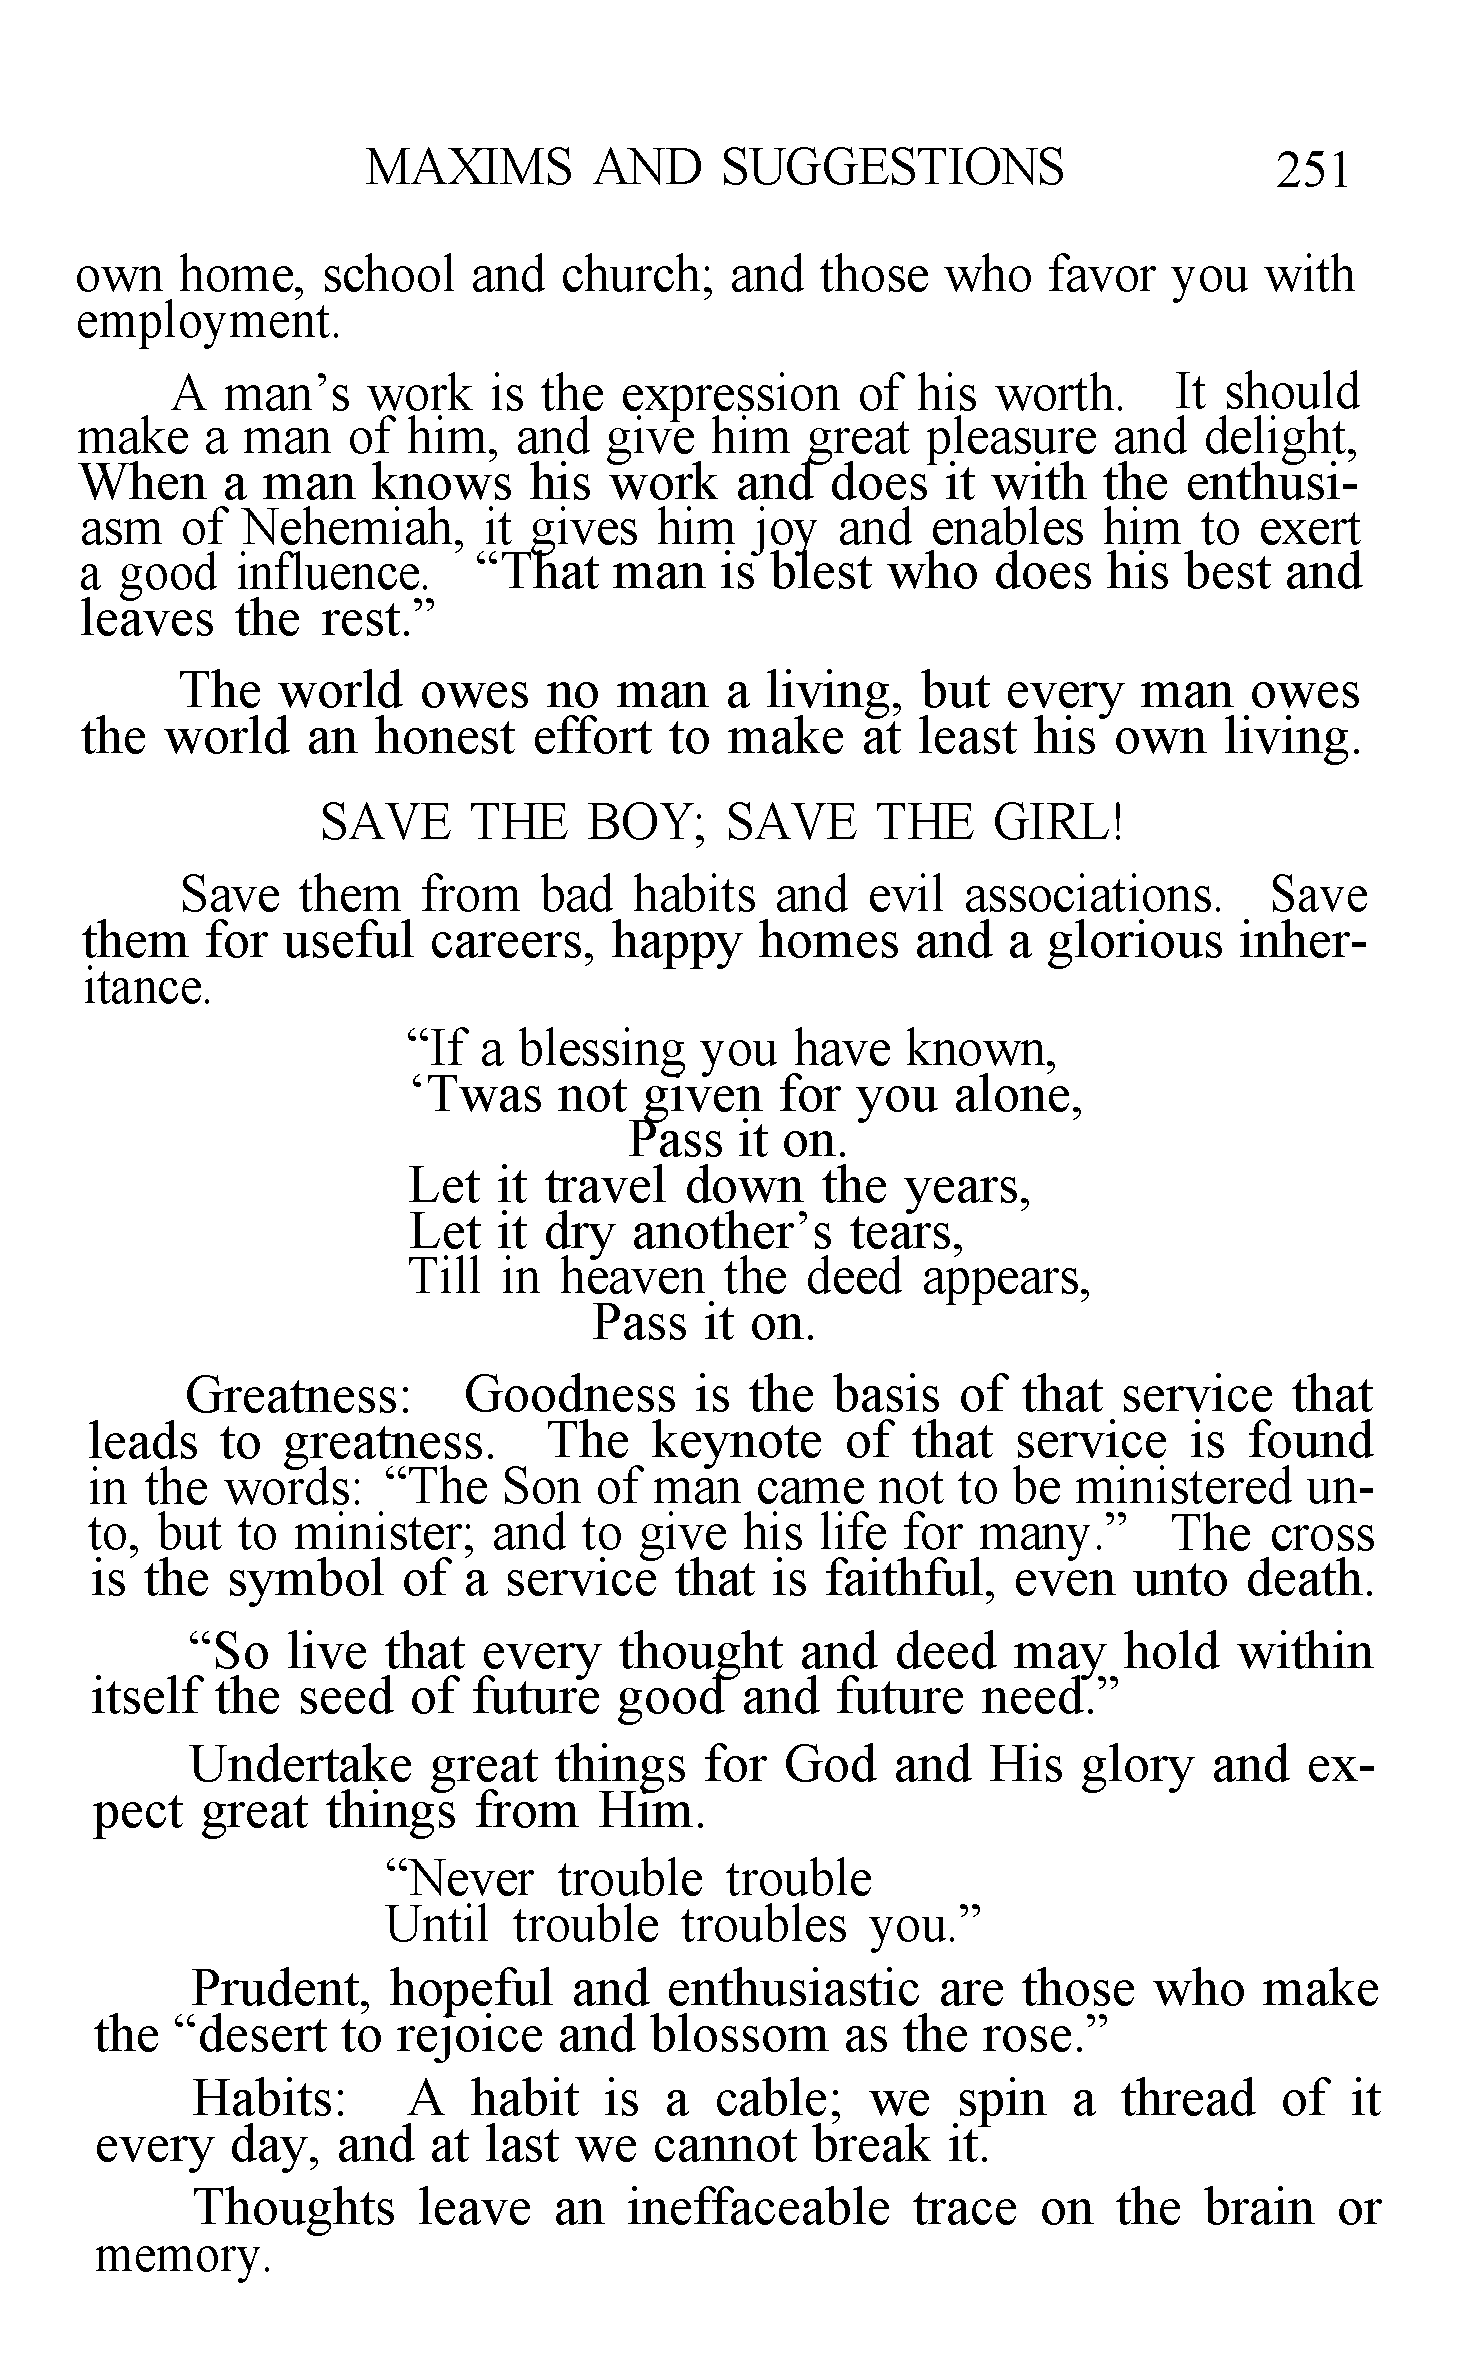 MAXIMS AND SUGGESTIONS 251
own home, school and church; and those who favor you with
employment.
A man’s work is the expression of his worth. It should
make a man of him, and give him great pleasure and delight,
When a man knows his work and does it with the enthusi-
asm of Nehemiah, it gives him joy and enables him to exert
a good influence. “That man is blest who does his best and
leaves the rest.”
The world owes no man a living, but every man owes
the world an honest effort to make at least his own living.
SAVE THE BOY; SAVE THE GIRL!
Save them from bad habits and evil associations. Save
them for useful careers, happy homes and a glorious inher-
itance.
“If a blessing you have known,
‘Twas not given for you alone,
Pass it on.
Let it travel down the years,
Let it dry another’s tears,
Till in heaven the deed appears,
Pass it on.
Greatness: Goodness is the basis of that service that
leads to greatness. The keynote of that service is found
in the words: “The Son of man came not to be ministered un-
to, but to minister; and to give his life for many.” The cross
is the symbol of a service that is faithful, even unto death.
“So live that every thought and deed may hold within
itself the seed of future good and future need.”
Undertake great things for God and His glory and ex-
pect great things from Him.
“Never trouble trouble
Until trouble troubles you.”
Prudent, hopeful and enthusiastic are those who make
the “desert to rejoice and blossom as the rose.”
Habits: A habit is a cable; we spin a thread of it
every day, and at last we cannot break it.
Thoughts leave an ineffaceable trace on the brain or
memory.